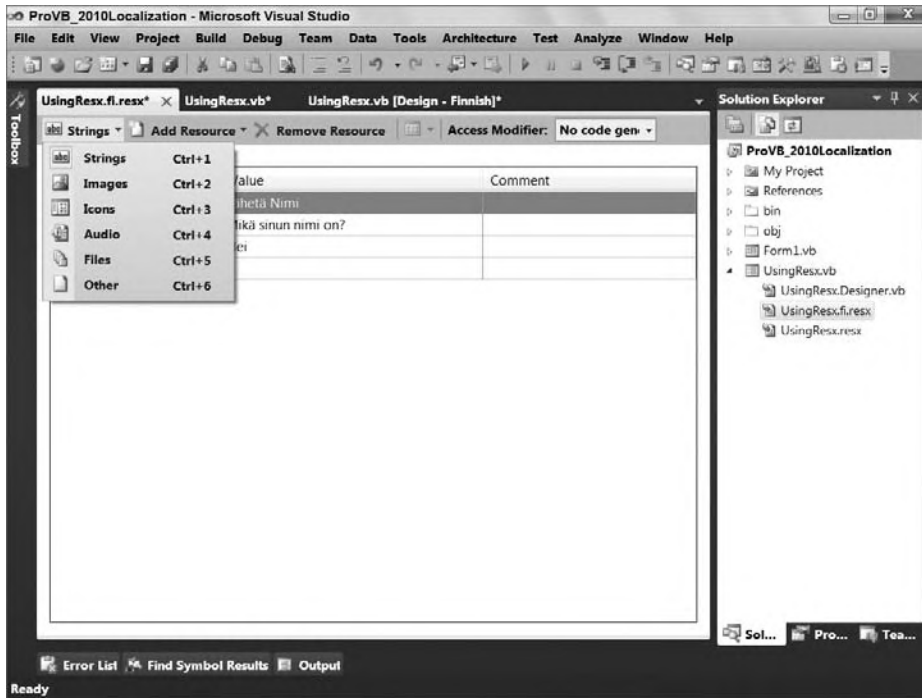 ProVB_2010Localization - Microsoft Visual Studio
File Edit View Project Build Debug Team Data Tools Architecture Test Analyze Window Help
Toolbox
UsingResx.fi.resx* UsingResx.vb* UsingResx.vb [Design - Finnish]*
Strings Add Resource Remove Resource Access Modifier: No code gen
Strings Ctrl+1
Images Ctrl+2
Icons Ctrl+3
Audio Ctrl+4
Files Ctrl+5
Other Ctrl+6
Comment
sinun nimi on?
Nimi
Solution Explorer
ProVB_2010Localization
My Project
References
bin
obj
Form1.vb
UsingResx.vb
UsingResx.Designer.vb
UsingResx.fi.resx
UsingResx.resx
Sol... Pro... Tea...
Error List Find Symbol Results Output
Ready